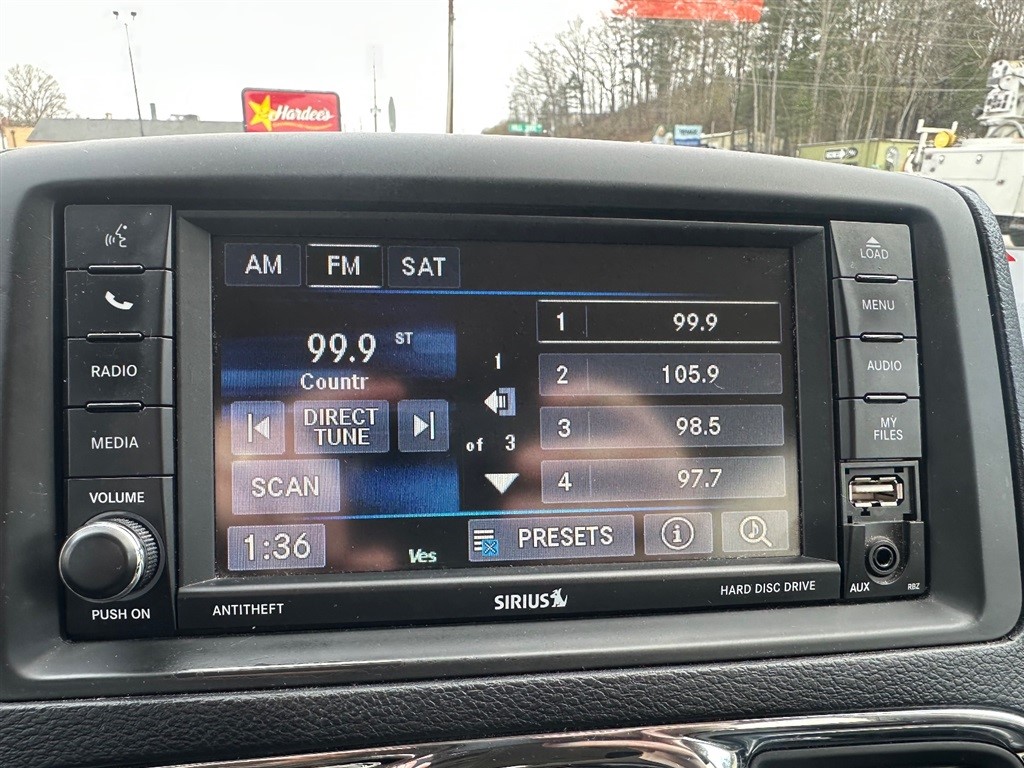 Hardee's
LOAD
MENU
AUDIO
MY
FILES
RADIO
MEDIA
VOLUME
PUSH ON
AM FM SAT
99.9 ST
Countr
DIRECT
TUNE
SCAN
1:36
Ves
1
of 3
1 99.9
2 105.9
3 98.5
4 97.7
PRESETS
i
ANTITHEFT
SIRIUS
HARD DISC DRIVE
AUX
RBZ